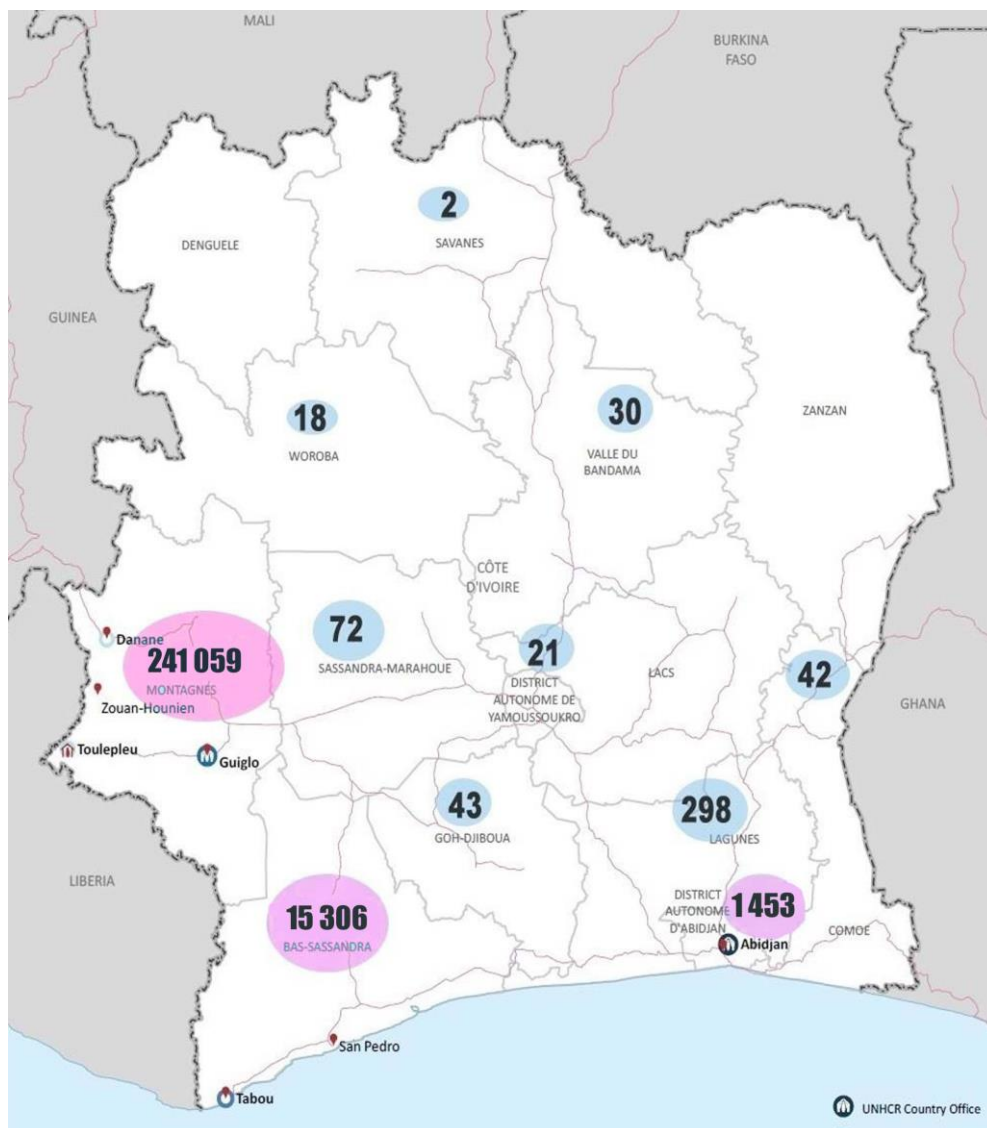 MALI
BURKINA
FASO
2
SAVANES
DENGUELE
GUINEA
18
WOROBA
30
VALLE DU
BANDAMA
ZANZAN
CÔTE
D'IVOIRE
Danane
241 059
MONTAGNES
Zouan-Hounien
72
SASSANDRA-MARAHOUE
21
DISTRICT
AUTONOME DE
YAMOUSSOUKRO
LACS
42
GHANA
Toulepleu
Guiglo
43
GOH-DJIBOUA
298
LAGUNES
LIBERIA
15 306
BAS-SASSANDRA
DISTRICT
AUTONOME
D'ABIDJAN
1 453
Abidjan
COMOE
San Pedro
Tabou
UNHCR Country Office